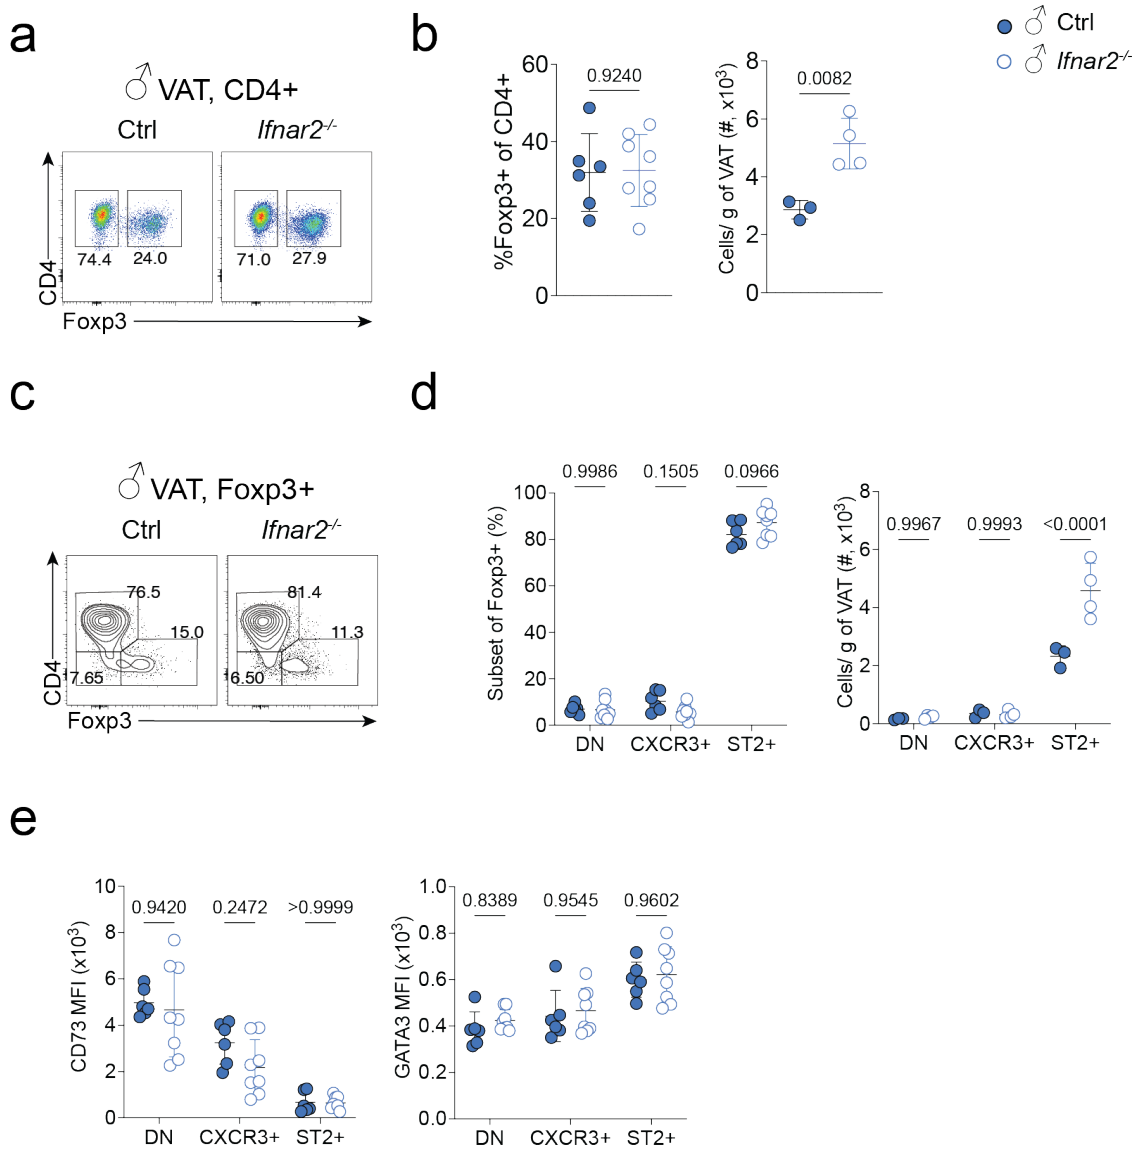 a
♂ VAT, CD4+
Ctrl
Ifnar2-/-
74.4
24.0
71.0
27.9
CD4
Foxp3
b
60
40
20
0
%Foxp3+ of CD4+
0.9240
8
6
4
2
0
Cells/ g of VAT (#, x10³)
0.0082
♂ Ctrl
♂ Ifnar2-/-
c
♂ VAT, Foxp3+
Ctrl
Ifnar2-/-
76.5
15.0
7.65
81.4
11.3
6.50
CD4
Foxp3
d
0.9986 0.1505 0.0966
100
80
60
40
20
0
Subset of Foxp3+ (%)
DN CXCR3+ ST2+
8
6
4
2
0
Cells/ g of VAT (#, x10³)
0.9967 0.9993 <0.0001
DN CXCR3+ ST2+
e
10
8
6
4
2
0
CD73 MFI (x10³)
0.9420 0.2472 >0.9999
DN CXCR3+ ST2+
1.0
0.8
0.6
0.4
0.2
0.0
GATA3 MFI (x10³)
0.8389 0.9545 0.9602
DN CXCR3+ ST2+